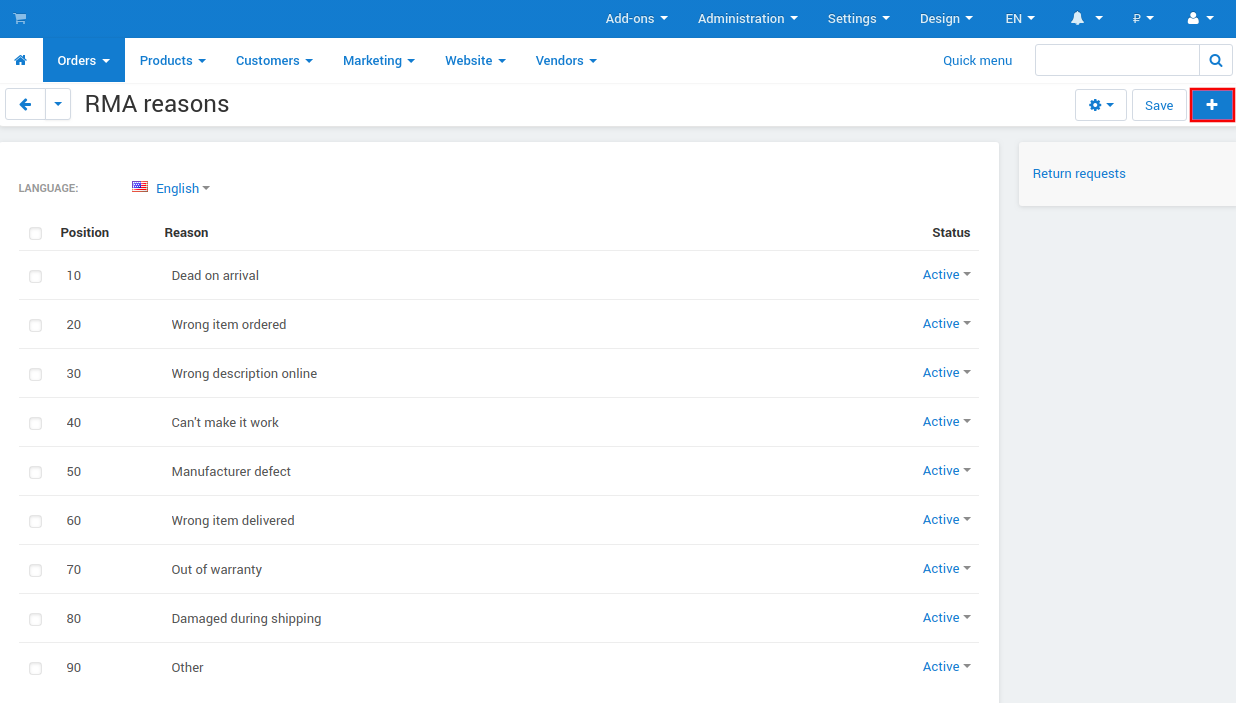 Add-ons Administration Settings Design EN ₽
Orders Products Customers Marketing Website Vendors Quick menu
RMA reasons Save
Return requests
LANGUAGE: English
Position Reason Status
10 Dead on arrival Active
20 Wrong item ordered Active
30 Wrong description online Active
40 Can't make it work Active
50 Manufacturer defect Active
60 Wrong item delivered Active
70 Out of warranty Active
80 Damaged during shipping Active
90 Other Active